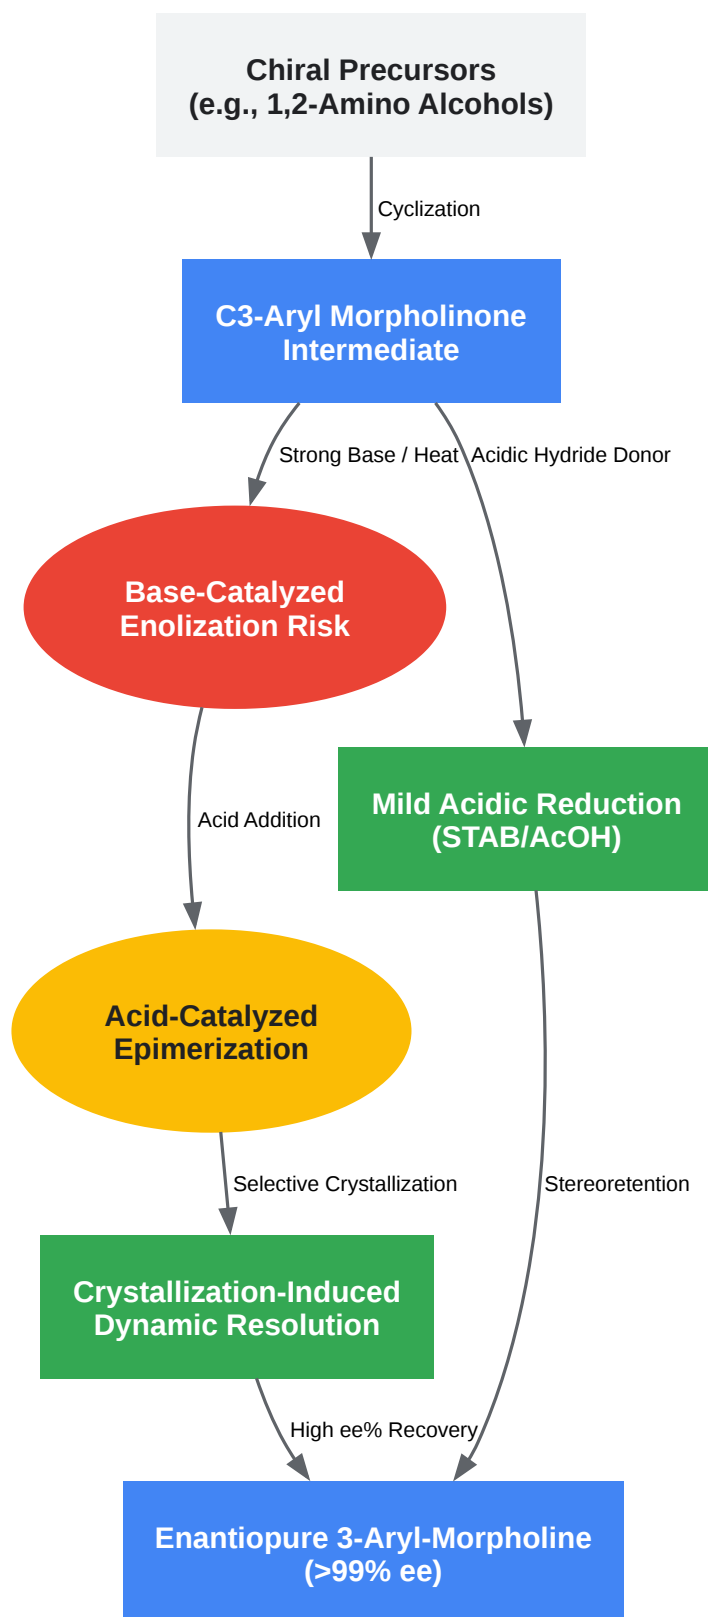 Chiral Precursors
(e.g., 1,2-Amino Alcohols)
Cyclization
C3-Aryl Morpholinone
Intermediate
Strong Base / Heat
Acidic Hydride Donor
Base-Catalyzed
Enolization Risk
Mild Acidic Reduction
(STAB/AcOH)
Acid Addition
Acid-Catalyzed
Epimerization
Selective Crystallization
Stereoretention
Crystallization-Induced
Dynamic Resolution
High ee% Recovery
Enantiopure 3-Aryl-Morpholine
(>99% ee)